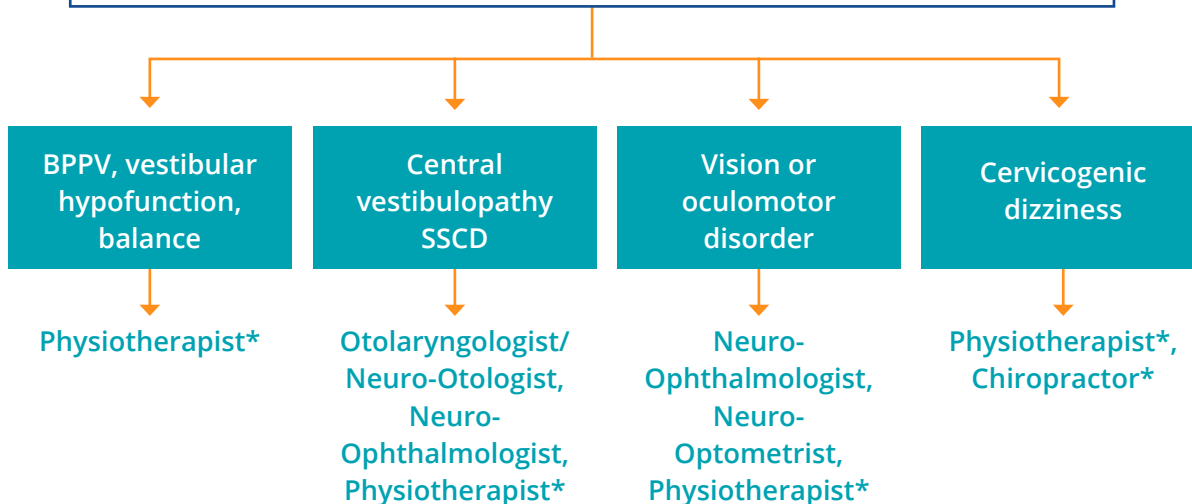 BPPV, vestibular
hypofunction,
balance
Central
vestibulopathy
SSCD
Vision or
oculomotor
disorder
Cervicogenic
dizziness
Physiotherapist*
Otolaryngologist/
Neuro-Otologist,
Neuro-
Ophthalmologist,
Physiotherapist*
Neuro-
Ophthalmologist,
Neuro-
Optometrist,
Physiotherapist*
Physiotherapist*,
Chiropractor*